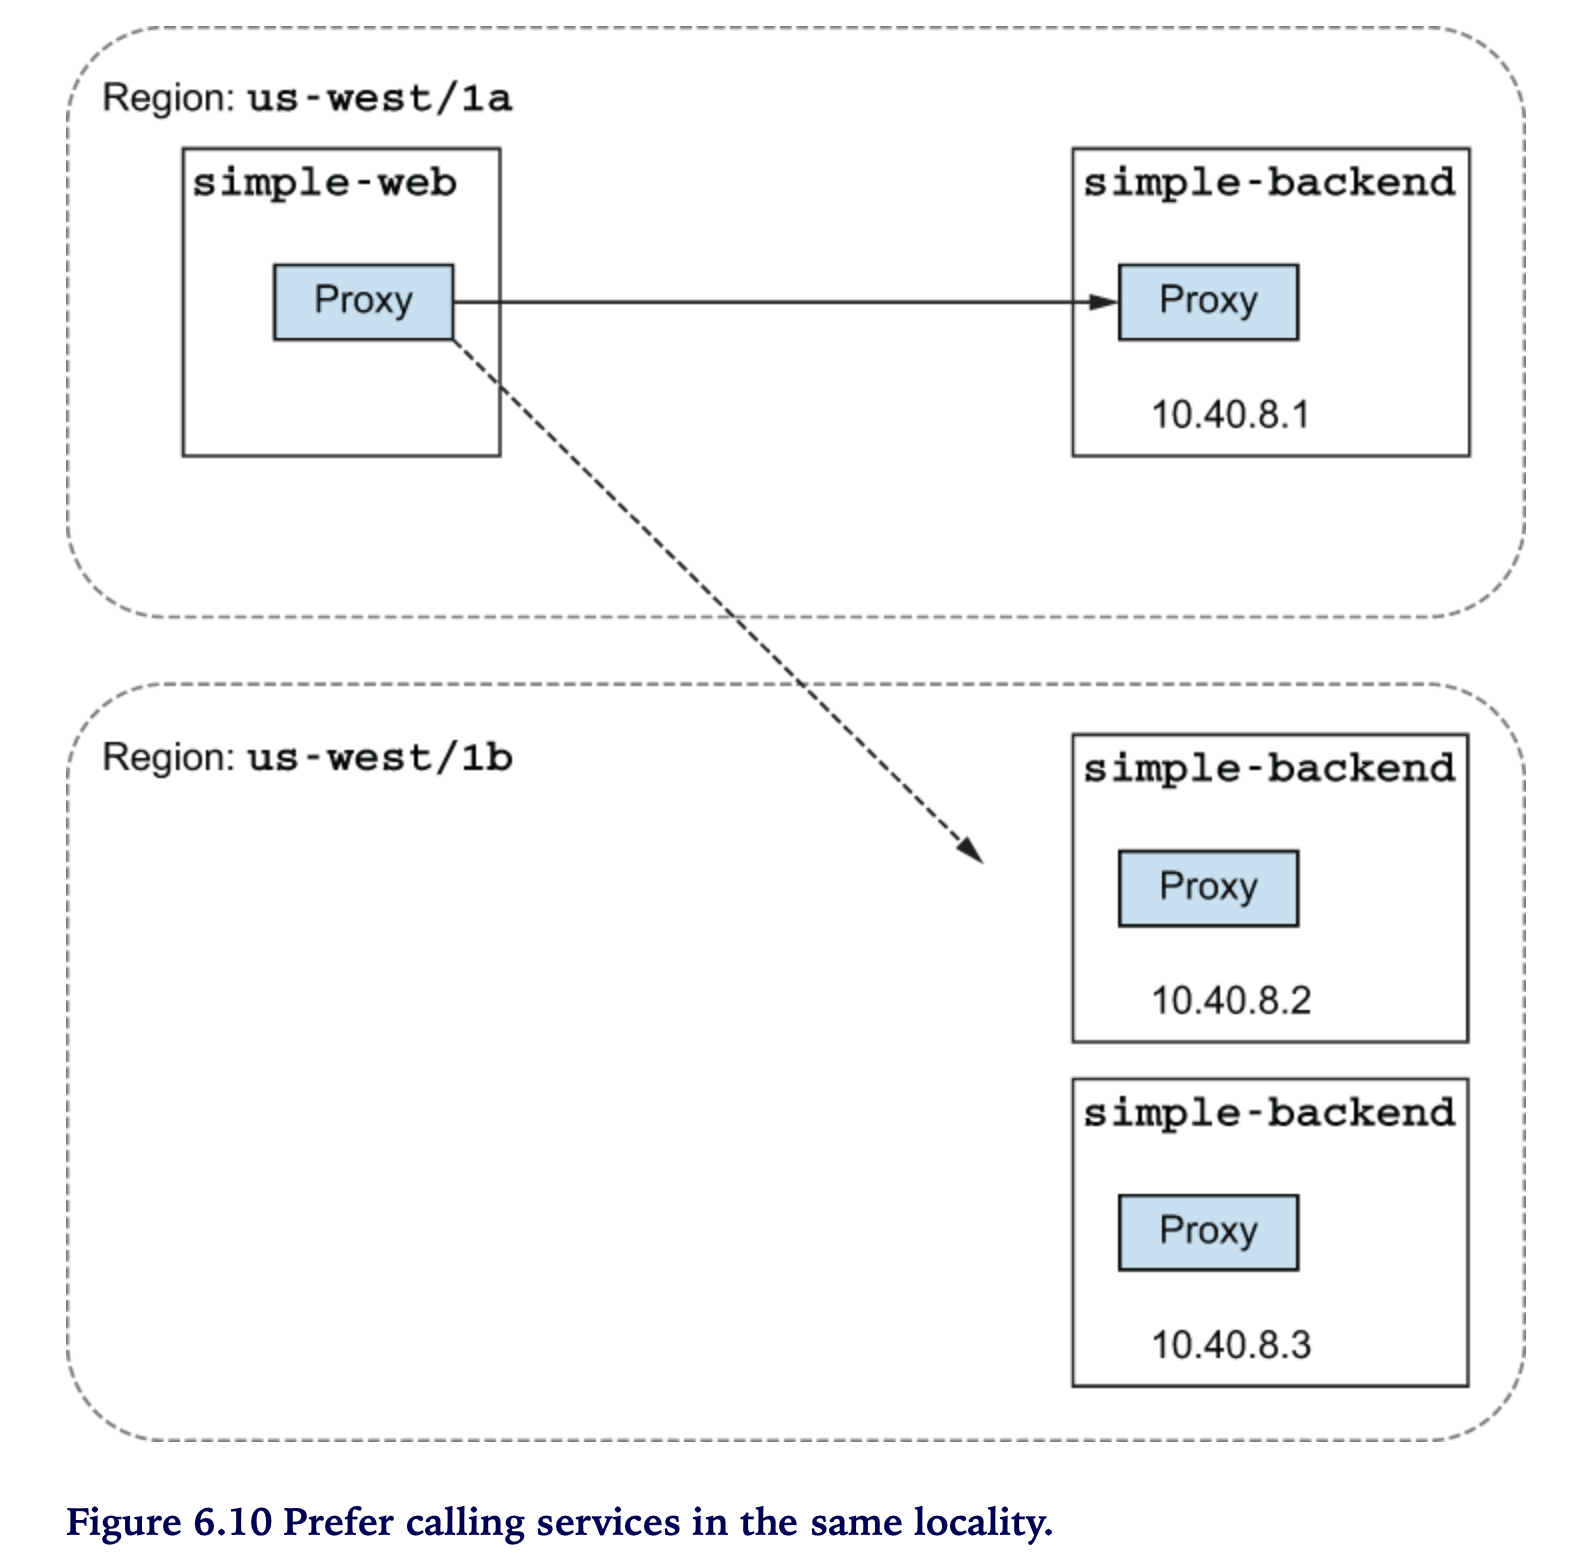 Region: us-west/1a
simple-web
simple-backend
Proxy
Proxy
10.40.8.1
Region: us-west/1b
simple-backend
Proxy
10.40.8.2
simple-backend
Proxy
10.40.8.3
Figure 6.10 Prefer calling services in the same locality.